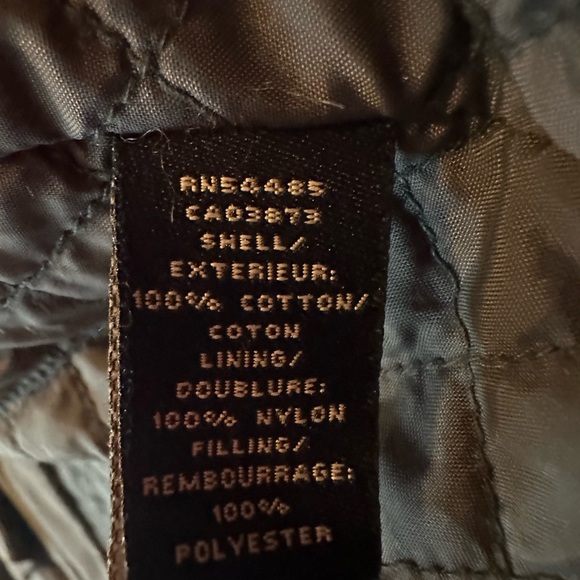 RN54485
CA03873
SHELL/
EXTERIEUR:
100% COTTON/
COTON
LINING/
DOUBLURE:
100% NYLON
FILLING/
REMBOURRAGE:
100%
POLYESTER